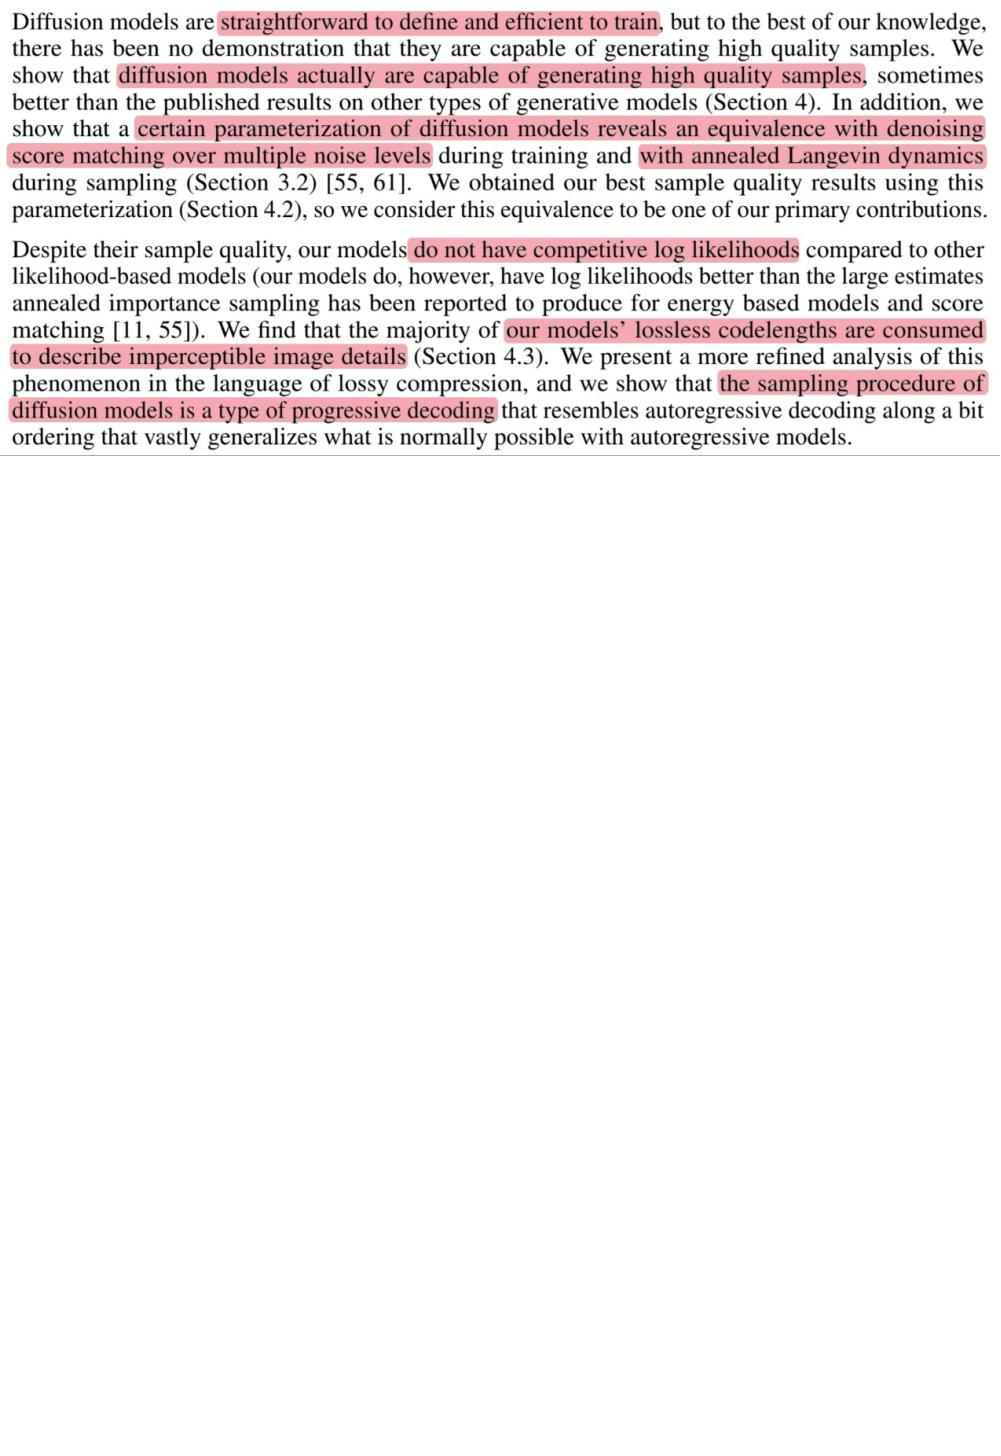 Diffusion models are straightforward to define and efficient to train, but to the best of our knowledge,
there has been no demonstration that they are capable of generating high quality samples. We
show that diffusion models actually are capable of generating high quality samples, sometimes
better than the published results on other types of generative models (Section 4). In addition, we
show that a certain parameterization of diffusion models reveals an equivalence with denoising
score matching over multiple noise levels during training and with annealed Langevin dynamics
during sampling (Section 3.2) [55, 61]. We obtained our best sample quality results using this
parameterization (Section 4.2), so we consider this equivalence to be one of our primary contributions.
Despite their sample quality, our models do not have competitive log likelihoods compared to other
likelihood-based models (our models do, however, have log likelihoods better than the large estimates
annealed importance sampling has been reported to produce for energy based models and score
matching [11, 55]). We find that the majority of our models’ lossless codelengths are consumed
to describe imperceptible image details (Section 4.3). We present a more refined analysis of this
phenomenon in the language of lossy compression, and we show that the sampling procedure of
diffusion models is a type of progressive decoding that resembles autoregressive decoding along a bit
ordering that vastly generalizes what is normally possible with autoregressive models.